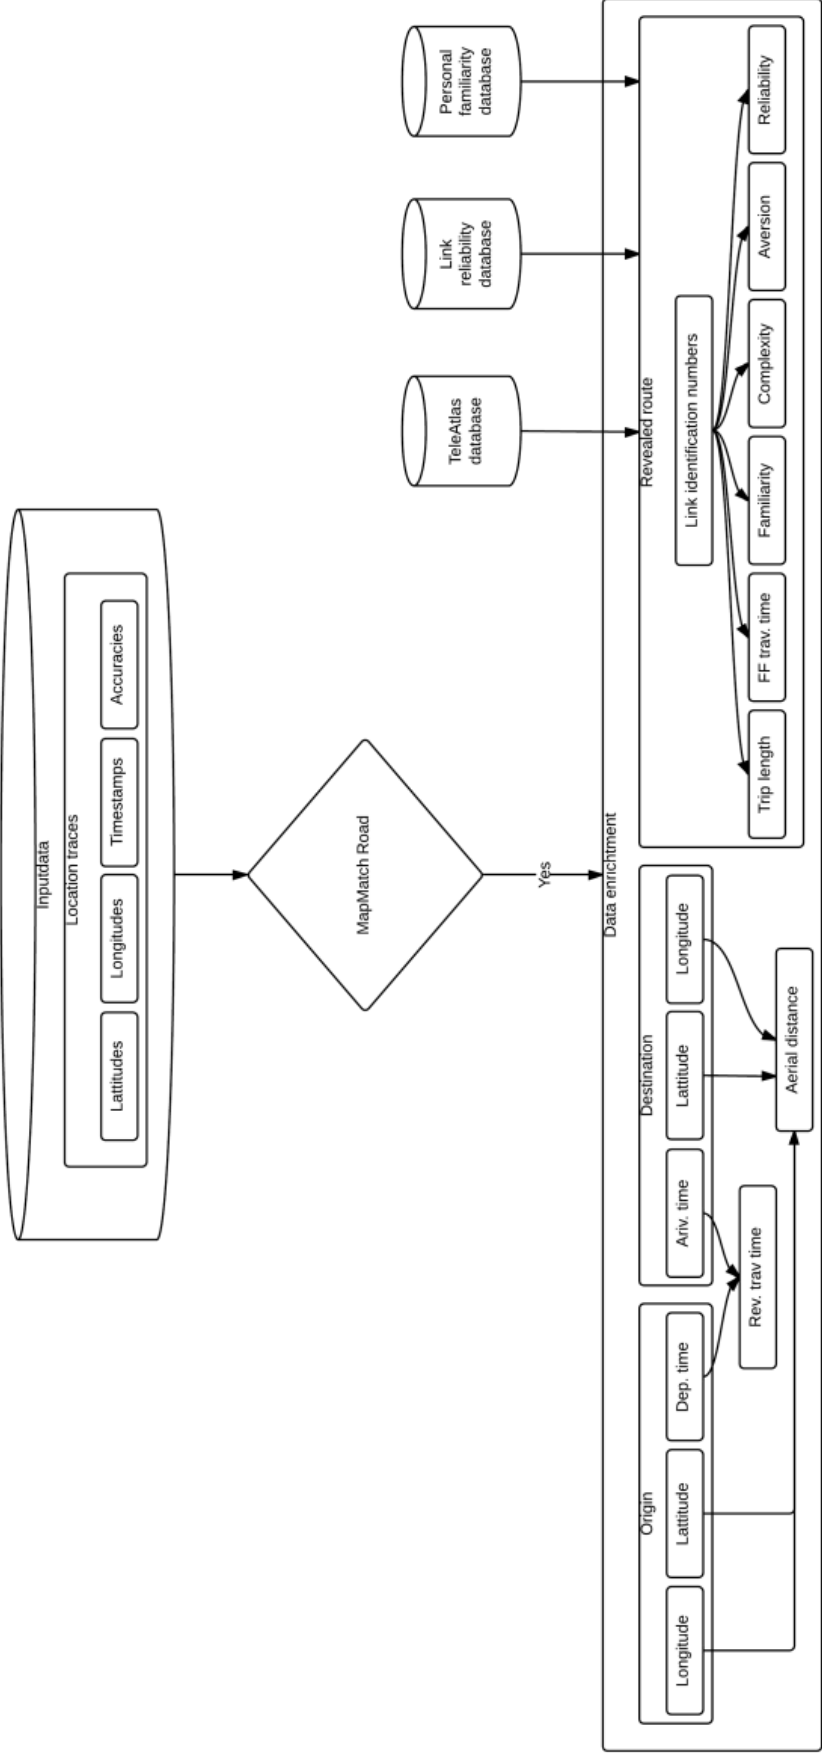 Inputdata
Location traces
Lattitudes
Longitudes
Timestamps
Accuracies
MapMatch Road
Yes
TeleAtlas
database
Link
reliability
database
Personal
familiarity
database
Data enrichtment
Origin
Longitude
Lattitude
Dep. time
Destination
Ariv. time
Lattitude
Longitude
Rev. trav time
Aerial distance
Revealed route
Link identification numbers
Trip length
FF trav. time
Familiarity
Complexity
Aversion
Reliability